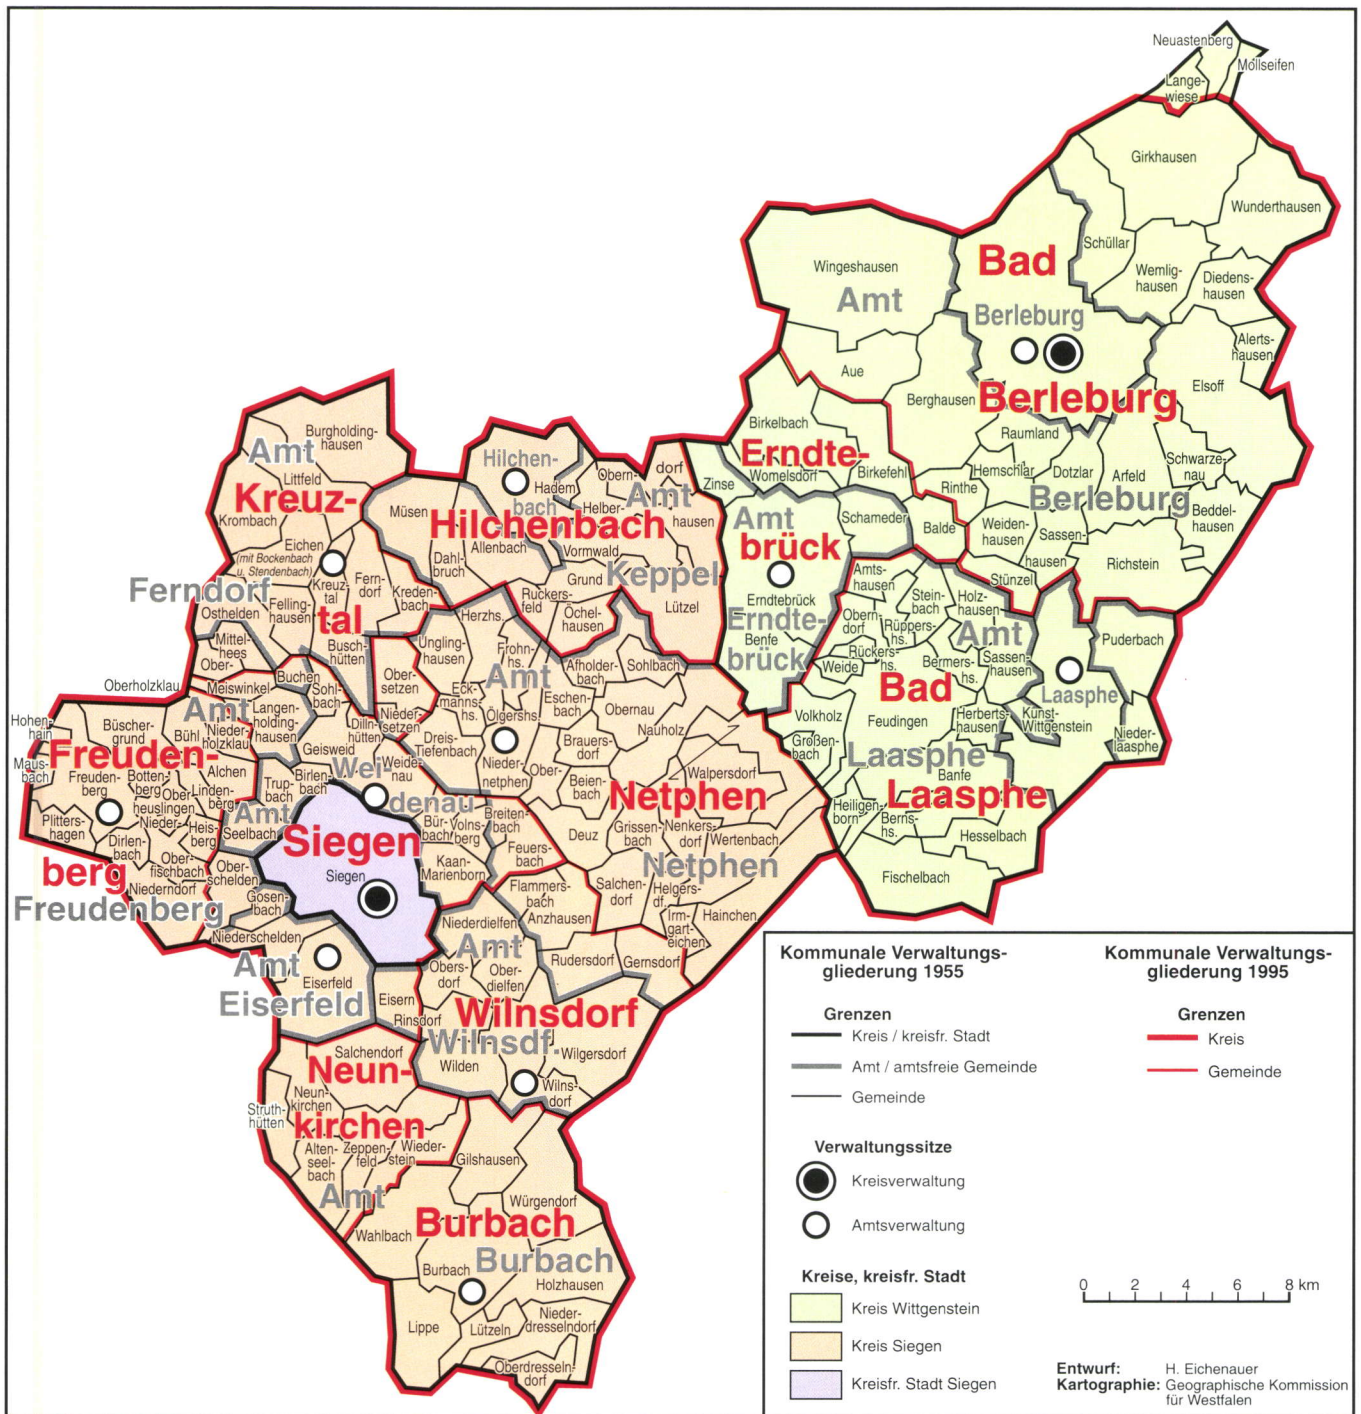 Neuastenberg
Mollseifen
Lange-
wiese
Girkhausen
Wunderthausen
Schüllar
Wemlig-
hausen
Diedens-
hausen
Wingeshausen
Amt
Bad
Berleburg
Berleburg
Aue
Berghausen
Alerts-
hausen
Elsoff
Raumland
Hemschlar
Dotzlar
Arfeld
Schwarze-
nau
Rinthe
Berleburg
Beddel-
hausen
Weiden-
hausen
Sassen-
hausen
Richstein
Balde
Stünzel
Birkelbach
Erndte-
Womelsdorf
Birkefehl
Zinse
Amt
brück
Schameder
Erndtebrück
Erndte-
Benfe
brück
Amts-
hausen
Stein-
bach
Holz-
hausen
Obern-
dorf
Rüppers-
hs.
Amt
Rückers-
hs.
Weide
Bermers-
hs.
Sassen-
hausen
Puderbach
Bad
Laasphe
Volkholz
Feudingen
Herberts-
hausen
Kunst-
Wittgenstein
Nieder-
laasphe
Großen-
bach
Laasphe
Banfe
Laasphe
Heiligen-
born
Berns-
hs.
Hesselbach
Fischelbach
Amt
Burgholding-
hausen
Littfeld
Kreuz-
Krombach
Eichen
(mit Bockenbach
u. Stendenbach)
Kreuz-
tal
Fern-
dorf
Ferndorf
Osthelden
Felling-
hausen
tal
Kreden-
bach
Mittel-
hees
Ober-
Busch-
hütten
Müsen
Hilchen-
bach
Hadem
Obern-
dorf
Amt
Helber-
hausen
Hilchenbach
Dahl-
bruch
Allenbach
Vormwald
Grund
Keppel
Ruckers-
feld
Öchel-
hausen
Lützel
Herzhs.
Ungling-
hausen
Frohn-
hs.
Afholder-
bach
Sohlbach
Amt
Eck-
manns-
hs.
Eschen-
bach
Obernau
Ölgershs.
Nauholz
Dreis-
Tiefenbach
Brauers-
dorf
Nieder-
netphen
Ober-
Beien-
bach
Walpersdorf
Netphen
Deuz
Grissen-
bach
Nenkers-
dorf
Wertenbach
Netphen
Breiten-
bach
Feuers-
bach
Flammers-
bach
Salchen-
dorf
Helgers-
df.
Anzhausen
Irm-
gart-
eichen
Hainchen
Rudersdorf
Gernsdorf
Ober-
setzen
Nieder-
setzen
Buchen
Sohl-
bach
Dilln-
hütten
Geisweid
Wei-
denau
Weide-
nau
Birlen-
bach
Trup-
bach
Amt
Seelbach
Bür-
bach
Volns-
berg
Kaan-
Marienborn
Siegen
Siegen
Oberholzklau
Meiswinkel
Amt
Langen-
holding-
hausen
Hohen-
hain
Büscher-
grund
Bühl
Nieder-
holzklau
Freuden-
Maus-
bach
Freuden-
berg
Botten-
berg
Alchen
Linden-
berg
Ober-
heuslingen
Nieder-
Plitters-
hagen
Heis-
berg
Dirlen-
bach
Ober-
fischbach
berg
Niederndorf
Freudenberg
Ober-
schelden
Gosen-
bach
Niederschelden
Amt
Eiserfeld
Eiserfeld
Eisern
Niederdielfen
Amt
Obers-
dorf
Ober-
dielfen
Rinsdorf
Wilnsdorf
Wilnsdf.
Wilden
Wilgersdorf
Wilns-
dorf
Salchendorf
Neun-
Neun-
kirchen
Struth-
hütten
kirchen
Alten-
seel-
bach
Zeppen-
feld
Wieder-
stein
Amt
Gilshausen
Würgendorf
Wahlbach
Burbach
Burbach
Burbach
Holzhausen
Lippe
Lützeln
Nieder-
dresselndorf
Oberdresseln-
dorf
Kommunale Verwaltungs-
gliederung 1955
Grenzen
Kreis / kreisfr. Stadt
Amt / amtsfreie Gemeinde
Gemeinde
Kommunale Verwaltungs-
gliederung 1995
Grenzen
Kreis
Gemeinde
Verwaltungssitze
Kreisverwaltung
Amtsverwaltung
Kreise, kreisfr. Stadt
Kreis Wittgenstein
Kreis Siegen
Kreisfr. Stadt Siegen
0 2 4 6 8 km
Entwurf: H. Eichenauer
Kartographie: Geographische Kommission
für Westfalen